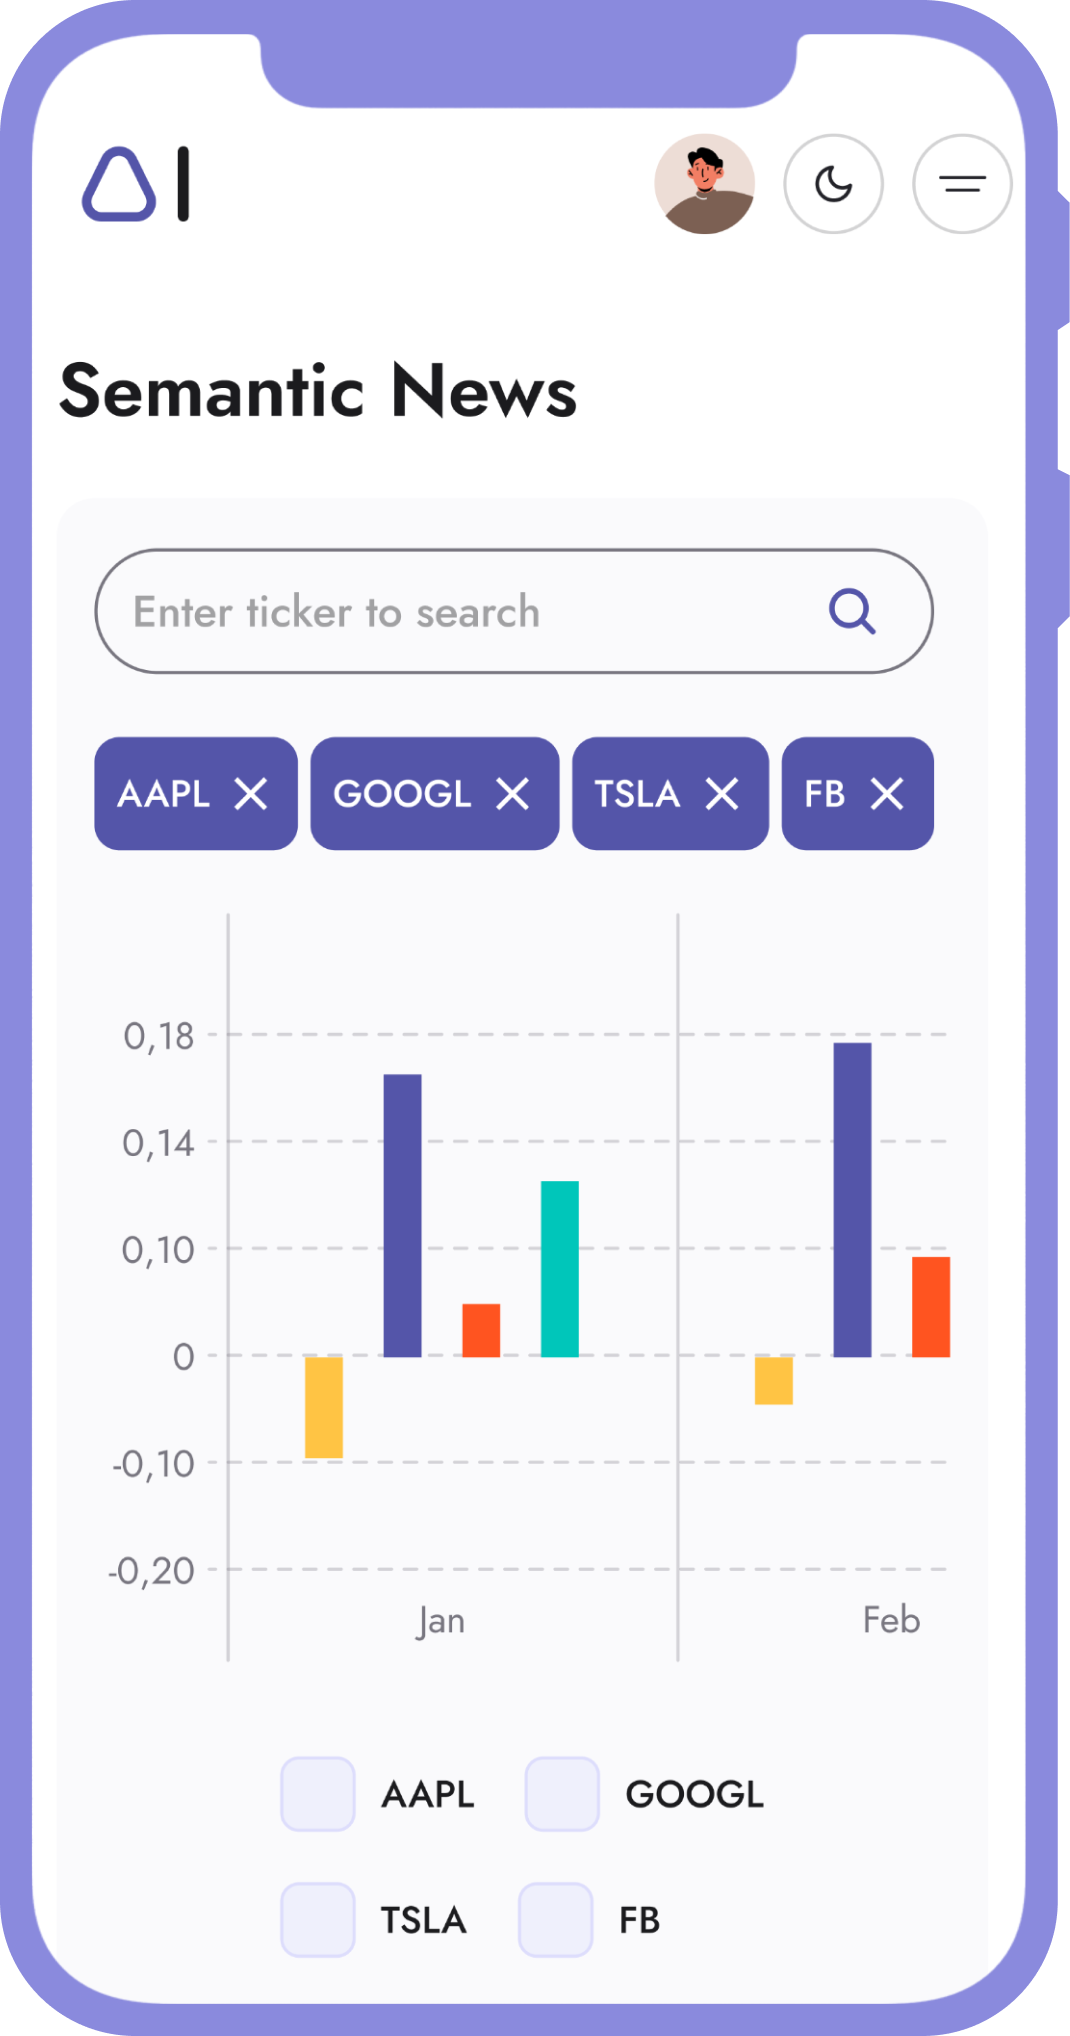 Semantic News
Enter ticker to search
AAPL GOOGL TSLA FB
0,18
0,14
0,10
0
-0,10
-0,20
Jan Feb
AAPL GOOGL
TSLA FB